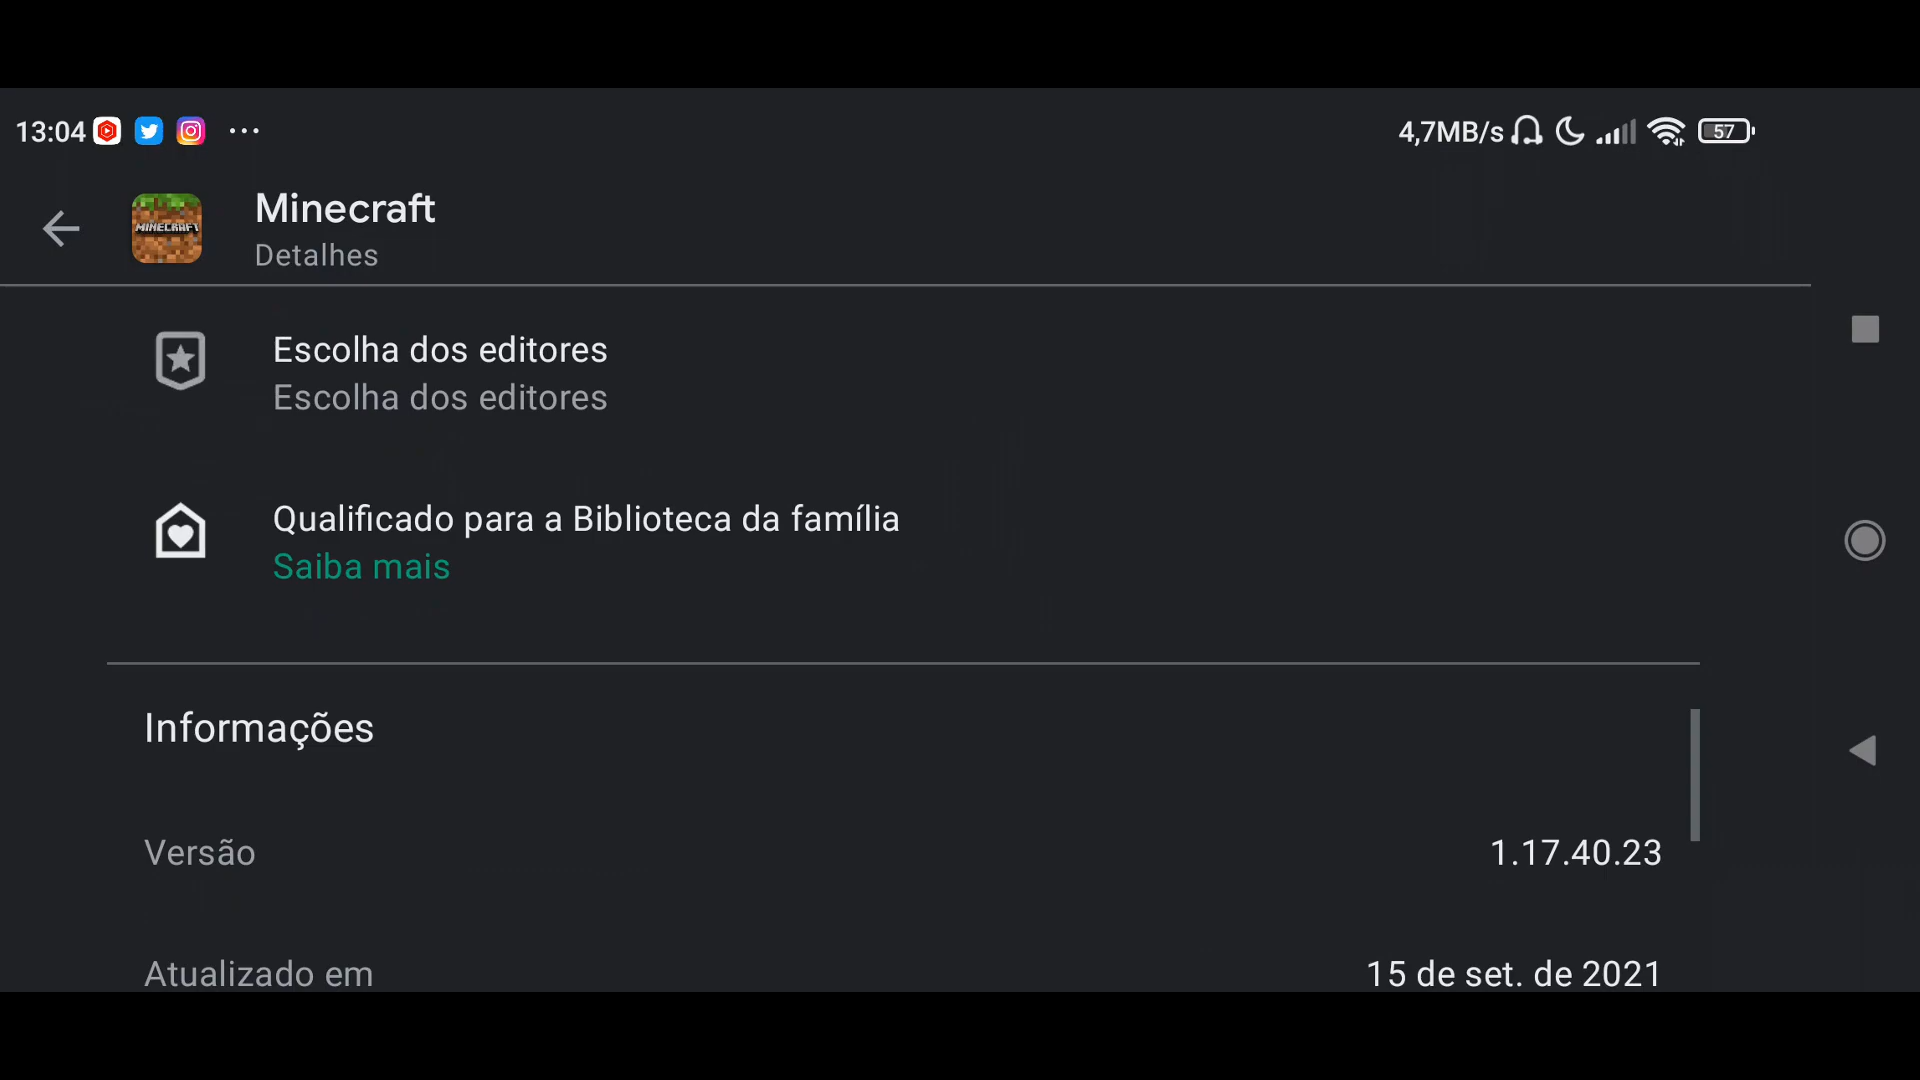 13:04 ... 4,7MB/s 57
MINECRAFT
Minecraft
Detalhes
Escolha dos editores
Escolha dos editores
Qualificado para a Biblioteca da família
Saiba mais
Informações
Versão 1.17.40.23
Atualizado em 15 de set. de 2021